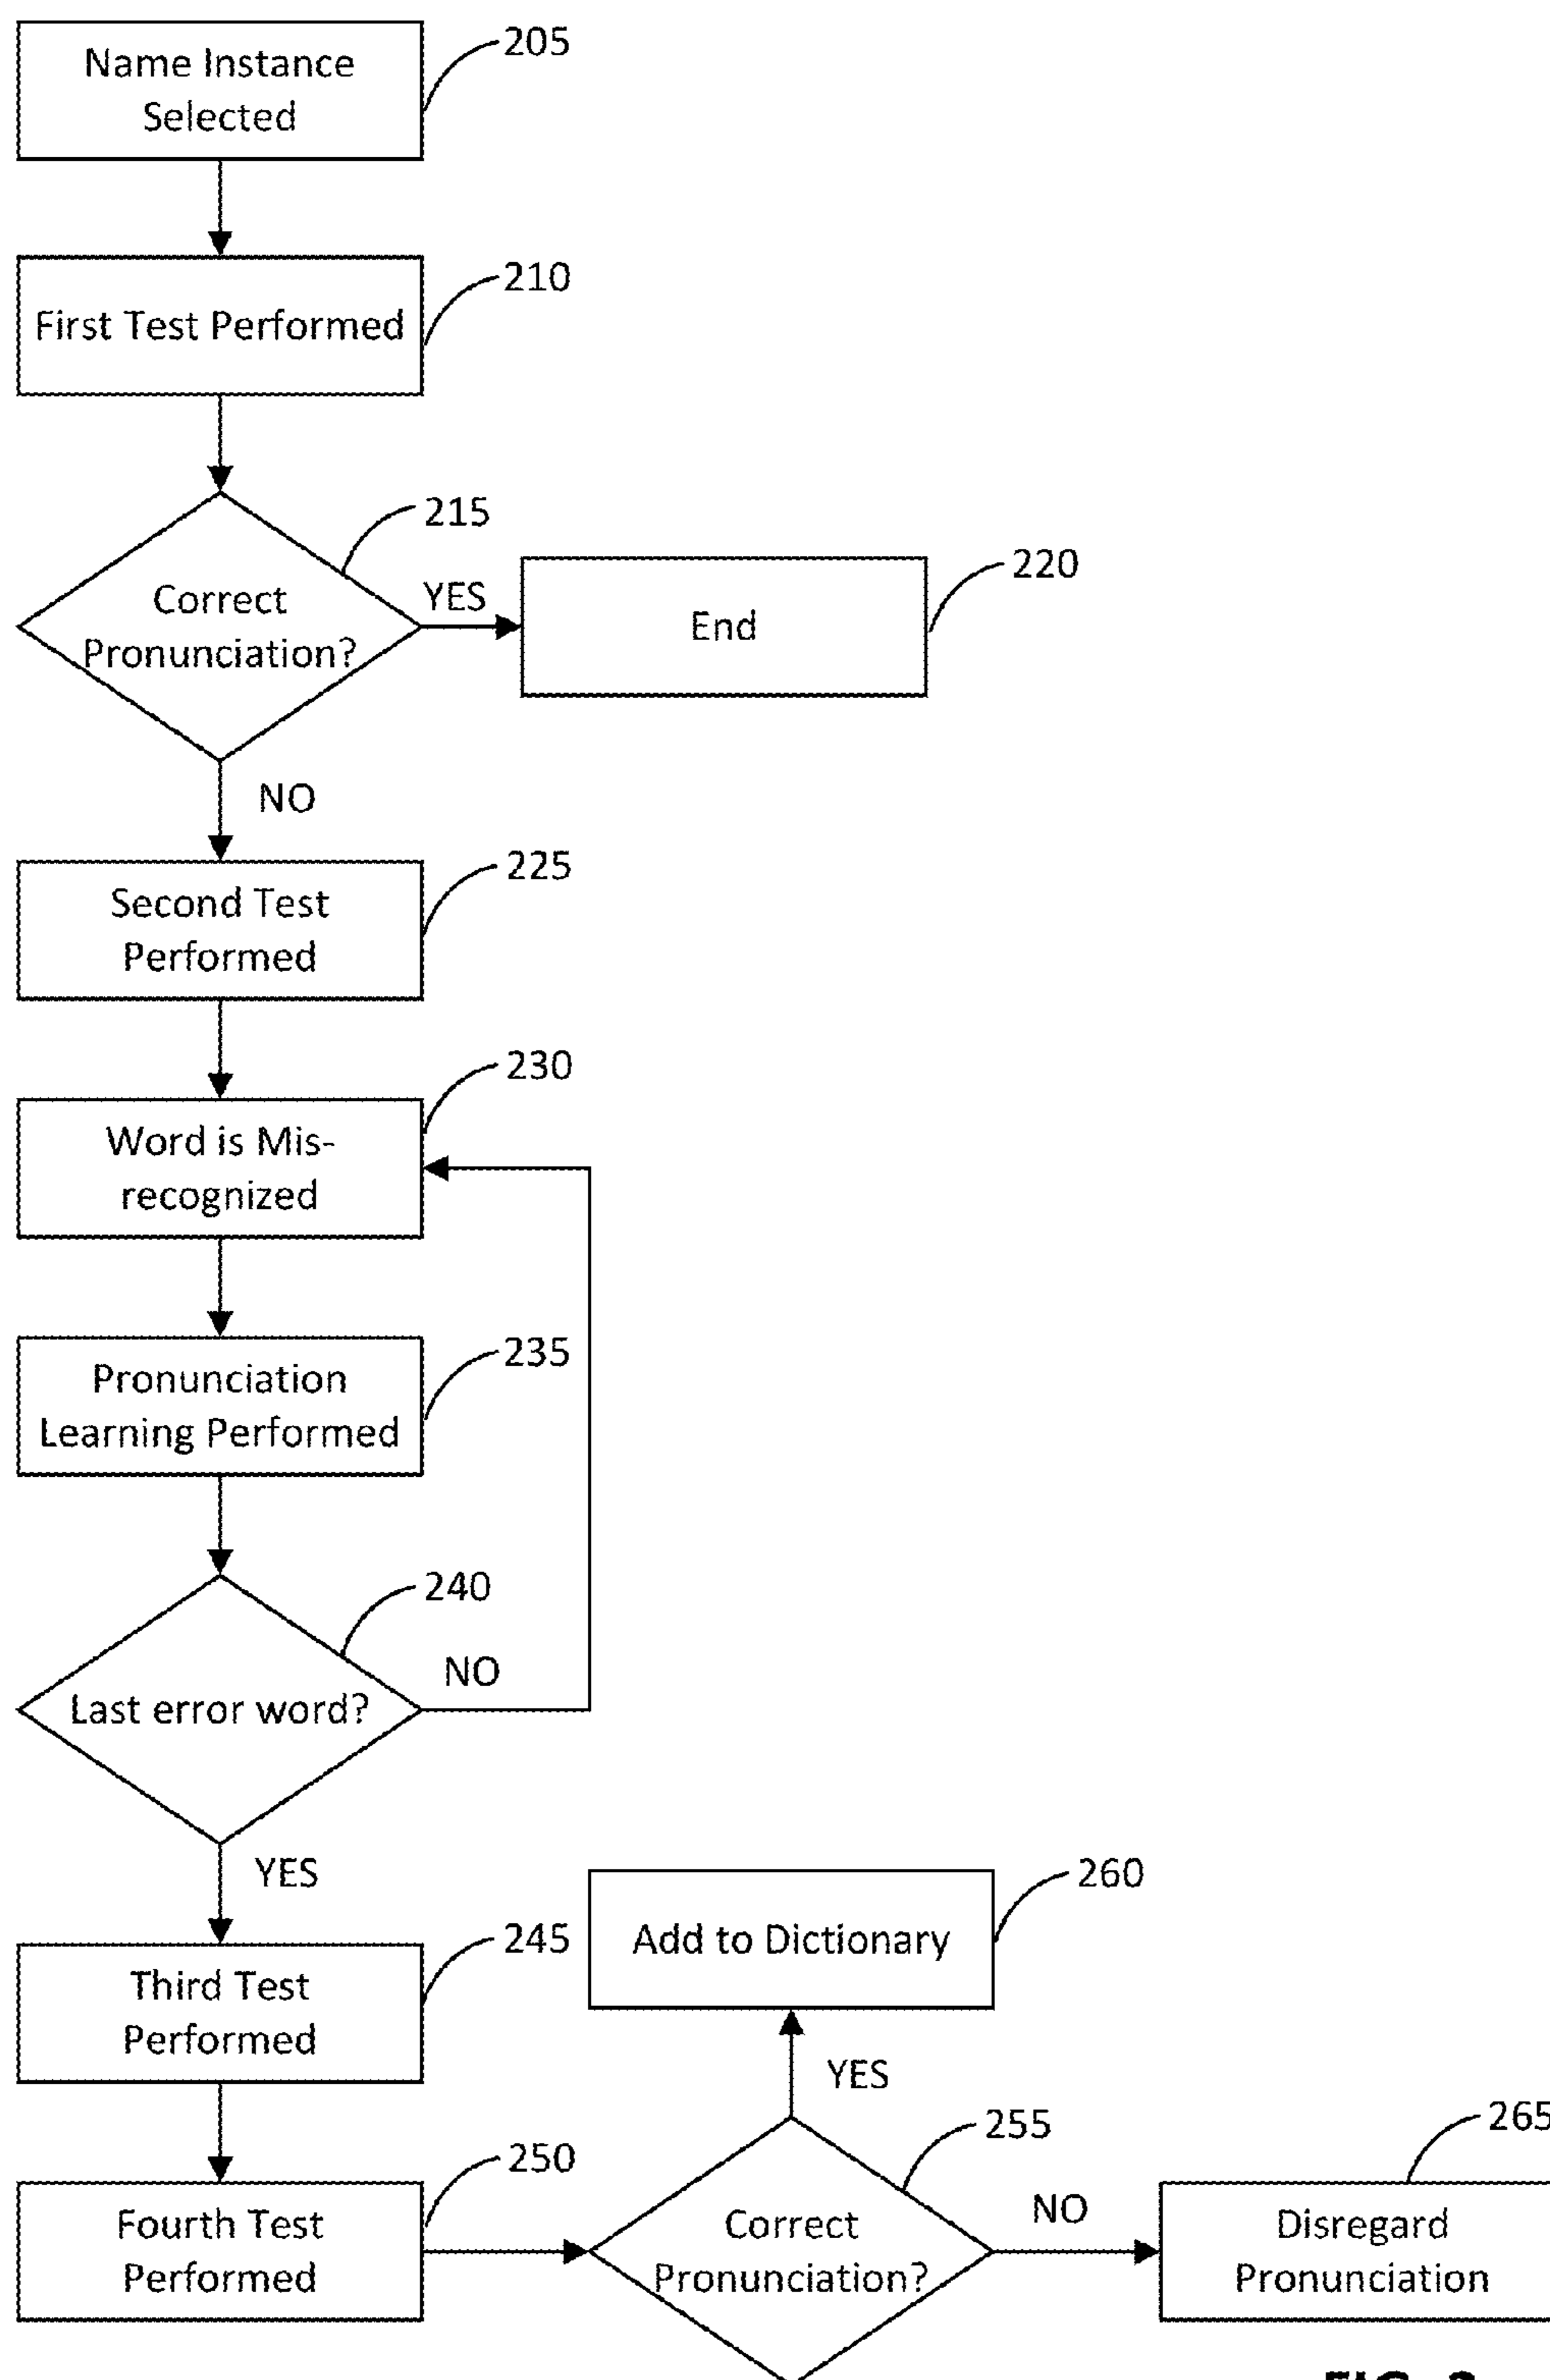 Name Instance
Selected
205
First Test Performed
210
215
Correct
Pronunciation?
YES
End
220
NO
Second Test
Performed
225
230
Word is Mis-
recognized
Pronunciation
Learning Performed
235
240
Last error word?
NO
YES
Third Test
Performed
245
Add to Dictionary
260
YES
Fourth Test
Performed
250
255
Correct
Pronunciation?
NO
265
Disregard
Pronunciation